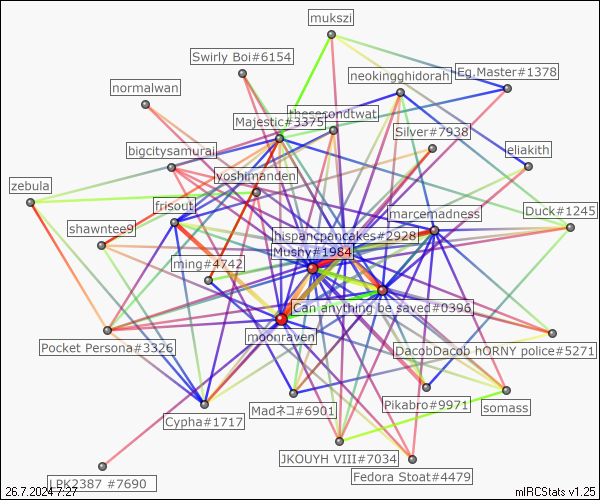 mukszi
Swirly Boi#6154
neokingghidorah
Eg.Master#1378
normalwan
thesecondtwat
Majestic#3375
Silver#7938
bigcitysamurai
eliakith
yoshimanden
zebula
frisout
marcemadness
Duck#1245
shawntee9
hispancpancakes#2928
Mushy#1984
ming#4742
Can anything be saved#0396
moonraven
Pocket Persona#3326
DacobDacob hORNY police#5271
Madネコ#6901
Pikabro#9971
somass
Cypha#1717
JKOUYH VIII#7034
Fedora Stoat#4479
LPK2387 #7690
26.7.2024 7:27
mIRCStats v1.25